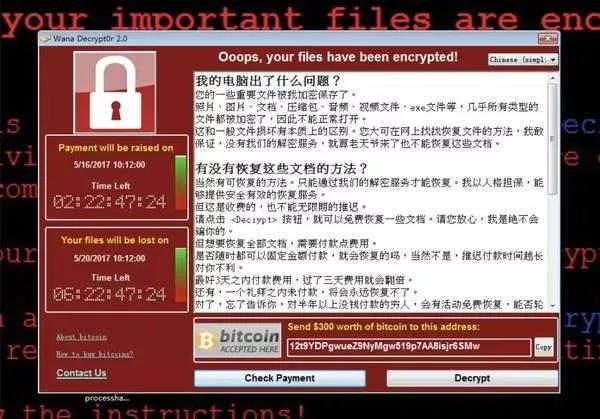 your important files are enc
Wana Decrypt0r 2.0
Ooops, your files have been encrypted!
Chinese (simpl
Payment will be raised on
5/16/2017 10:12:00
Time Left
02:22:47:24
Your files will be lost on
5/20/2017 10:12:00
Time Left
06:22:47:24
About bitcoin
How to buy bitcoins?
Contact Us
我的电脑出了什么问题？
您的一些重要文件被我加密保存了。
照片、图片、文档、压缩包、音频、视频文件、exe文件等，几乎所有类型的
文件都被加密了，因此不能正常打开。
这和一般文件损坏有本质上的区别。您大可在网上找找恢复文件的方法，我敢
保证，没有我们的解密服务，就算老天爷来了也不能恢复这些文档。
有没有恢复这些文档的方法？
当然有可恢复的方法。只能通过我们的解密服务才能恢复。我以人格担保，能
够提供安全有效的恢复服务。
但这是收费的，也不能无限期的推迟。
请点击 <Decrypt> 按钮，就可以免费恢复一些文档。请您放心，我是绝不会
骗你的。
但想要恢复全部文档，需要付款点费用。
是否随时都可以固定金额付款，就会恢复的吗，当然不是，推迟付款时间越长
对你不利。
最好3天之内付款费用，过了三天费用就会翻倍。
还有，一个礼拜之内未付款，将会永远恢复不了。
对了，忘了告诉你，对半年以上没钱付款的穷人，会有活动免费恢复，能否轮
bitcoin
ACCEPTED HERE
Send $300 worth of bitcoin to this address:
12t9YDPgwueZ9NyMgw519p7AA8isjr6SMw
Copy
Check Payment
Decrypt
processha...
the instructions!